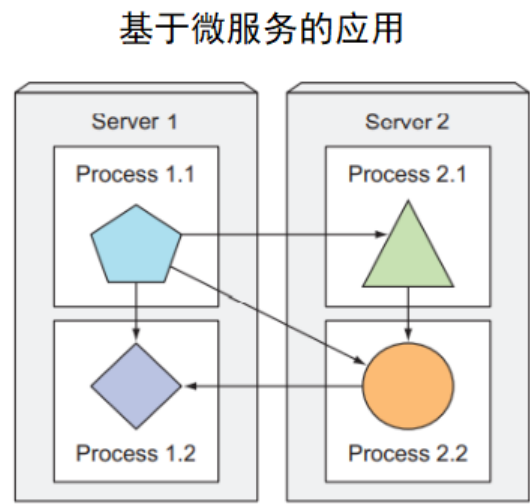 基于微服务的应用
Server 1
Server 2
Process 1.1
Process 2.1
Process 1.2
Process 2.2